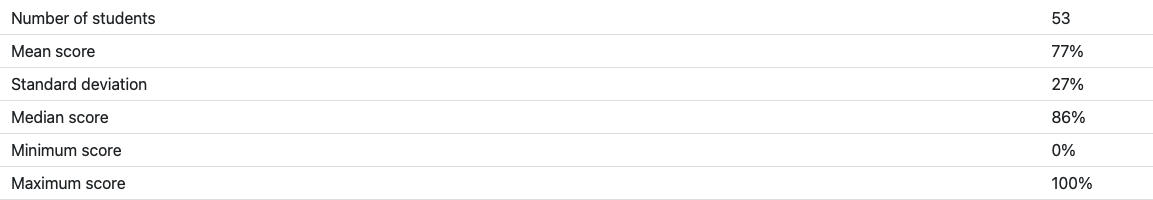 Number of students 53
Mean score 77%
Standard deviation 27%
Median score 86%
Minimum score 0%
Maximum score 100%